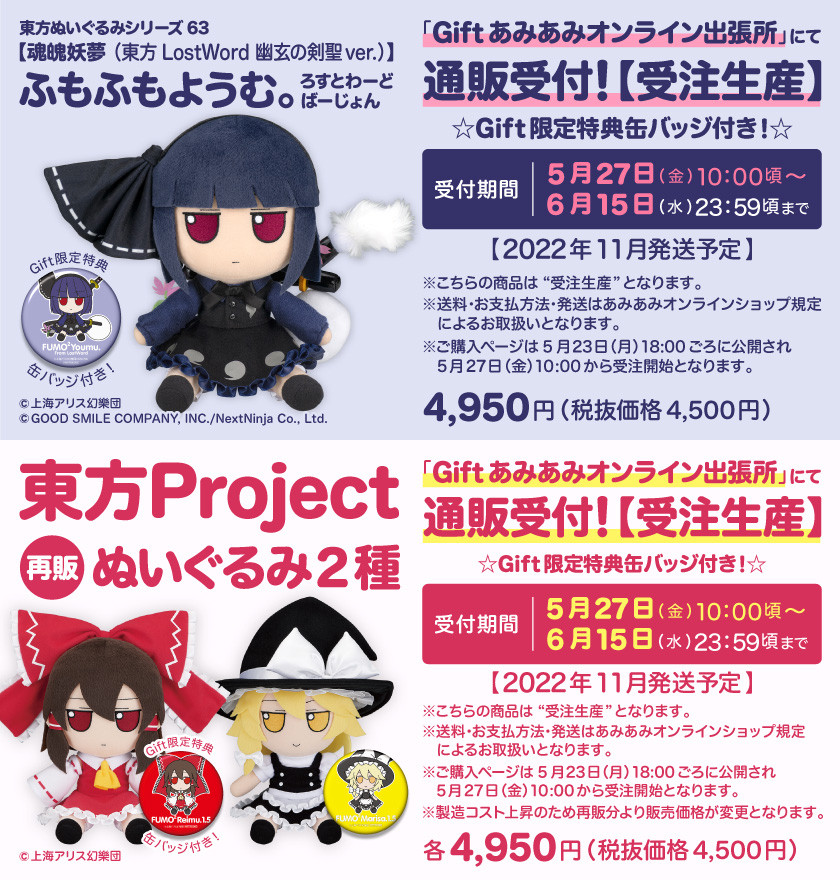 東方ぬいぐるみシリーズ 63
【魂魄妖夢（東方 LostWord 幽玄の剣聖 ver.）】
ふもふもようむ。ろすとわーど
ばーじょん
Gift限定特典
FUMO² Youmu.
From LostWord
缶バッジ付き！
©上海アリス幻樂団
©GOOD SMILE COMPANY, INC./NextNinja Co., Ltd.
「Gift あみあみオンライン出張所」にて
通販受付！【受注生産】
☆Gift 限定特典缶バッジ付き！☆
受付期間
5月27日（金）10:00頃～
6月15日（水）23:59頃まで
【2022年11月発送予定】
※こちらの商品は “受注生産” となります。
※送料・お支払方法・発送はあみあみオンラインショップ規定
によるお取扱いとなります。
※ご購入ページは 5月23日（月）18:00 ごろに公開され
5月27日（金）10:00 から受注開始となります。
4,950円（税抜価格 4,500円）
東方Project
再販 ぬいぐるみ2種
Gift限定特典
FUMO² Reimu.1.5
缶バッジ付き！
FUMO² Marisa.1.5
©上海アリス幻樂団
「Gift あみあみオンライン出張所」にて
通販受付！【受注生産】
☆Gift 限定特典缶バッジ付き！☆
受付期間
5月27日（金）10:00頃～
6月15日（水）23:59頃まで
【2022年11月発送予定】
※こちらの商品は “受注生産” となります。
※送料・お支払方法・発送はあみあみオンラインショップ規定
によるお取扱いとなります。
※ご購入ページは 5月23日（月）18:00 ごろに公開され
5月27日（金）10:00 から受注開始となります。
※製造コスト上昇のため再販分より販売価格が変更となります。
各4,950円（税抜価格 4,500円）